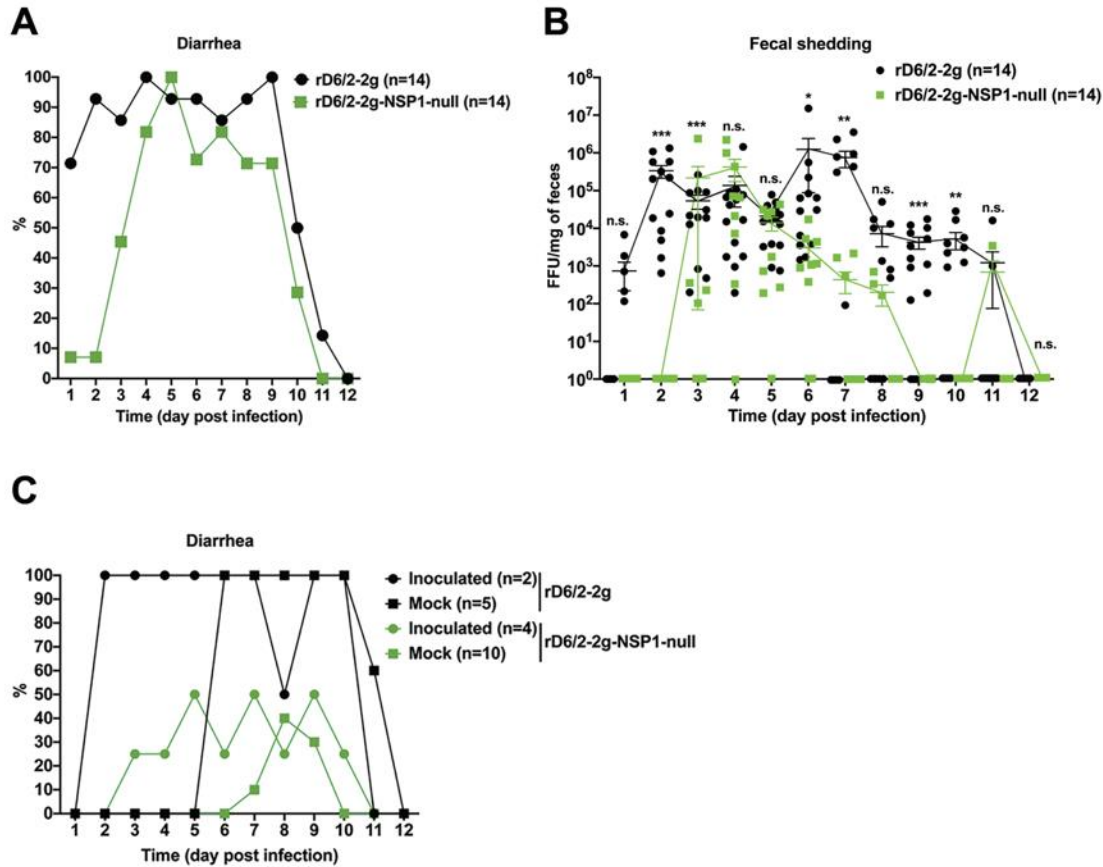 A
Diarrhea
100
90
80
70
60
50
40
30
20
10
0
%
1 2 3 4 5 6 7 8 9 10 11 12
Time (day post infection)
rD6/2-2g (n=14)
rD6/2-2g-NSP1-null (n=14)
B
Fecal shedding
rD6/2-2g (n=14)
rD6/2-2g-NSP1-null (n=14)
10⁸
10⁷
10⁶
10⁵
10⁴
10³
10²
10¹
10⁰
FFU/mg of feces
n.s. *** *** n.s. n.s. * ** n.s. *** ** n.s. n.s.
1 2 3 4 5 6 7 8 9 10 11 12
Time (day post infection)
C
Diarrhea
100
90
80
70
60
50
40
30
20
10
0
%
1 2 3 4 5 6 7 8 9 10 11 12
Time (day post infection)
Inoculated (n=2)
Mock (n=5)
rD6/2-2g
Inoculated (n=4)
Mock (n=10)
rD6/2-2g-NSP1-null